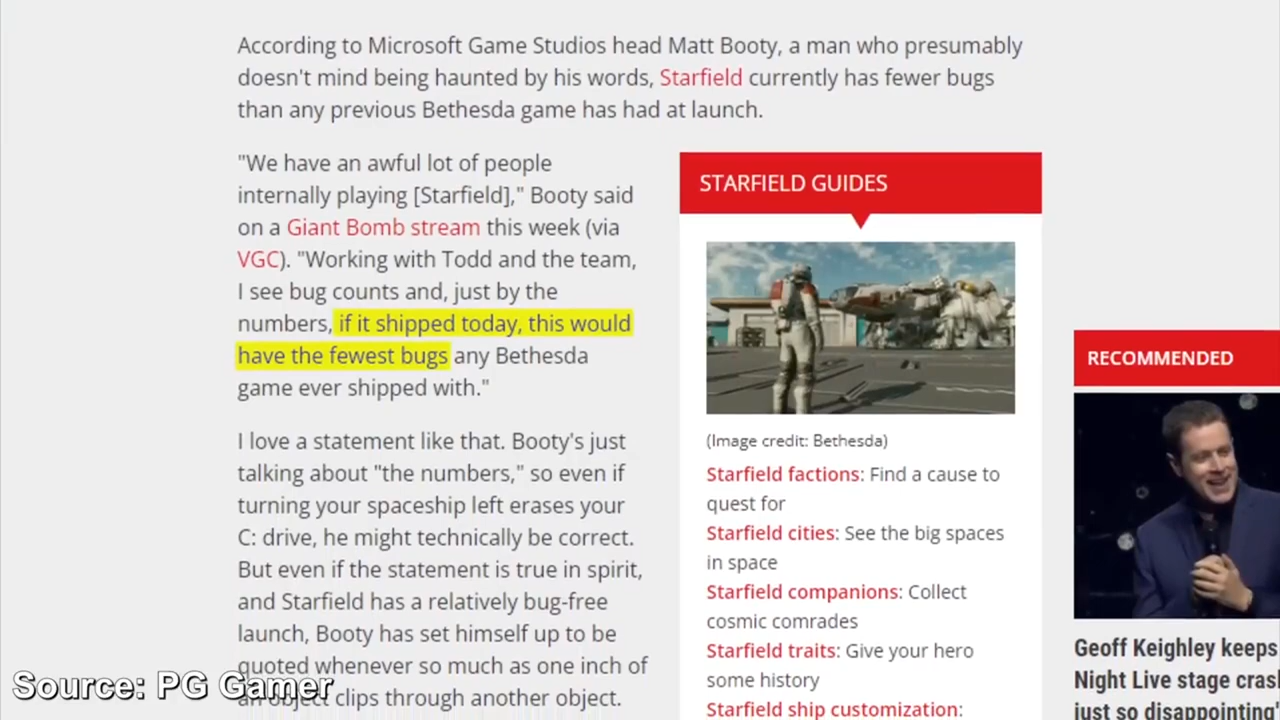 According to Microsoft Game Studios head Matt Booty, a man who presumably
doesn't mind being haunted by his words, Starfield currently has fewer bugs
than any previous Bethesda game has had at launch.
"We have an awful lot of people
internally playing [Starfield]," Booty said
on a Giant Bomb stream this week (via
VGC). "Working with Todd and the team,
I see bug counts and, just by the
numbers, if it shipped today, this would
have the fewest bugs any Bethesda
game ever shipped with."
I love a statement like that. Booty's just
talking about "the numbers," so even if
turning your spaceship left erases your
C: drive, he might technically be correct.
But even if the statement is true in spirit,
and Starfield has a relatively bug-free
launch, Booty has set himself up to be
quoted whenever so much as one inch of
an object clips through another object.
STARFIELD GUIDES
(Image credit: Bethesda)
Starfield factions: Find a cause to
quest for
Starfield cities: See the big spaces
in space
Starfield companions: Collect
cosmic comrades
Starfield traits: Give your hero
some history
Starfield ship customization:
RECOMMENDED
Geoff Keighley keeps
Night Live stage crash
just so disappointing'
Source: PG Gamer